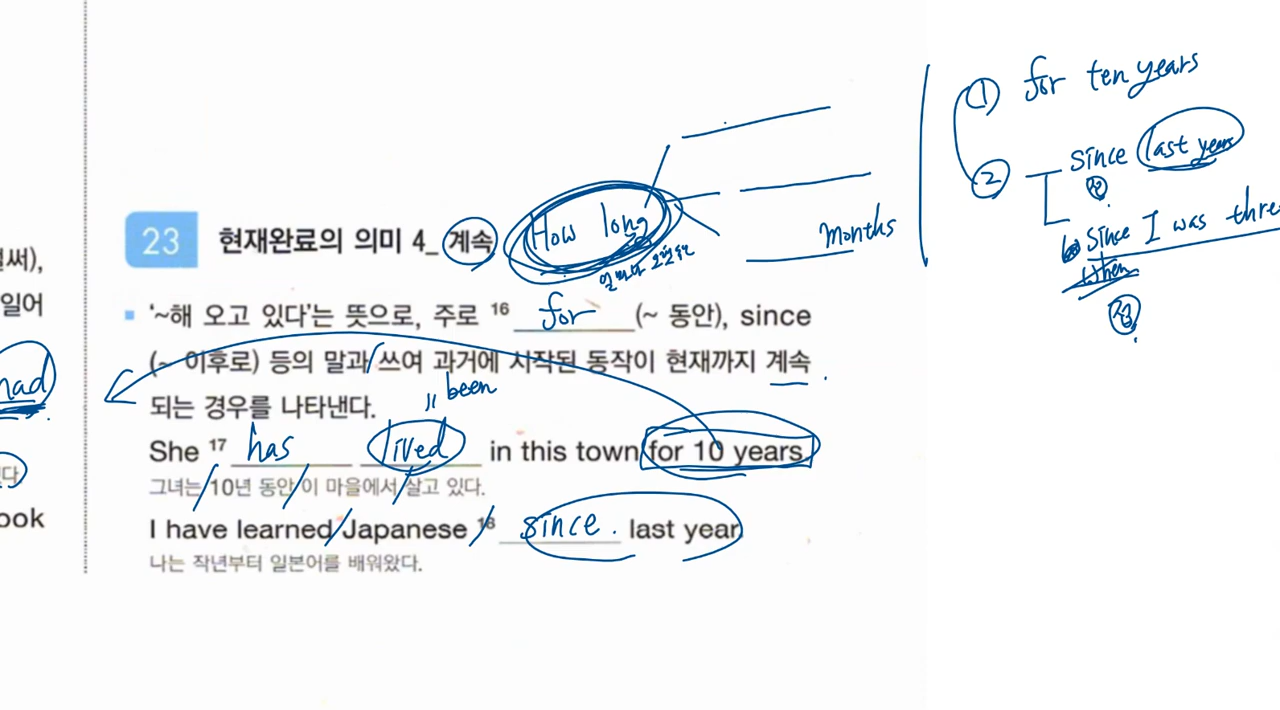 써),
일어
had
다
ook
How long
얼마나 오랫동안
months
23 현재완료의 의미 4_ 계속
'~해 오고 있다'는 뜻으로, 주로 16 for (~ 동안), since
(~ 이후로) 등의 말과 쓰여 과거에 시작된 동작이 현재까지 계속
되는 경우를 나타낸다.
|| been
She 17 has lived in this town for 10 years.
그녀는 10년 동안 이 마을에서 살고 있다.
I have learned Japanese 18 since last year.
나는 작년부터 일본어를 배워왔다.
① for ten years
② since last year
전
since I was thre
when
접